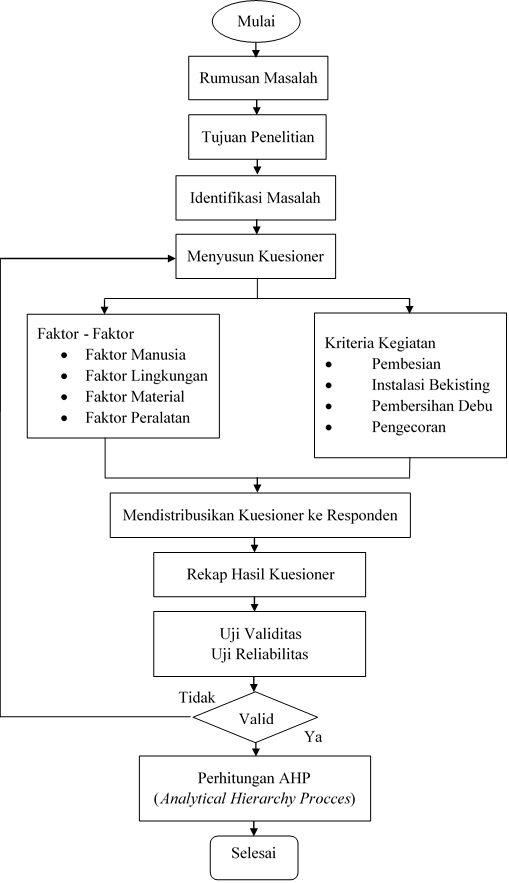 Mulai
Rumusan Masalah
Tujuan Penelitian
Identifikasi Masalah
Menyusun Kuesioner
Faktor - Faktor
• Faktor Manusia
• Faktor Lingkungan
• Faktor Material
• Faktor Peralatan
Kriteria Kegiatan
• Pembesian
• Instalasi Bekisting
• Pembersihan Debu
• Pengecoran
Mendistribusikan Kuesioner ke Responden
Rekap Hasil Kuesioner
Uji Validitas
Uji Reliabilitas
Tidak
Valid
Ya
Perhitungan AHP
(Analytical Hierarchy Procces)
Selesai